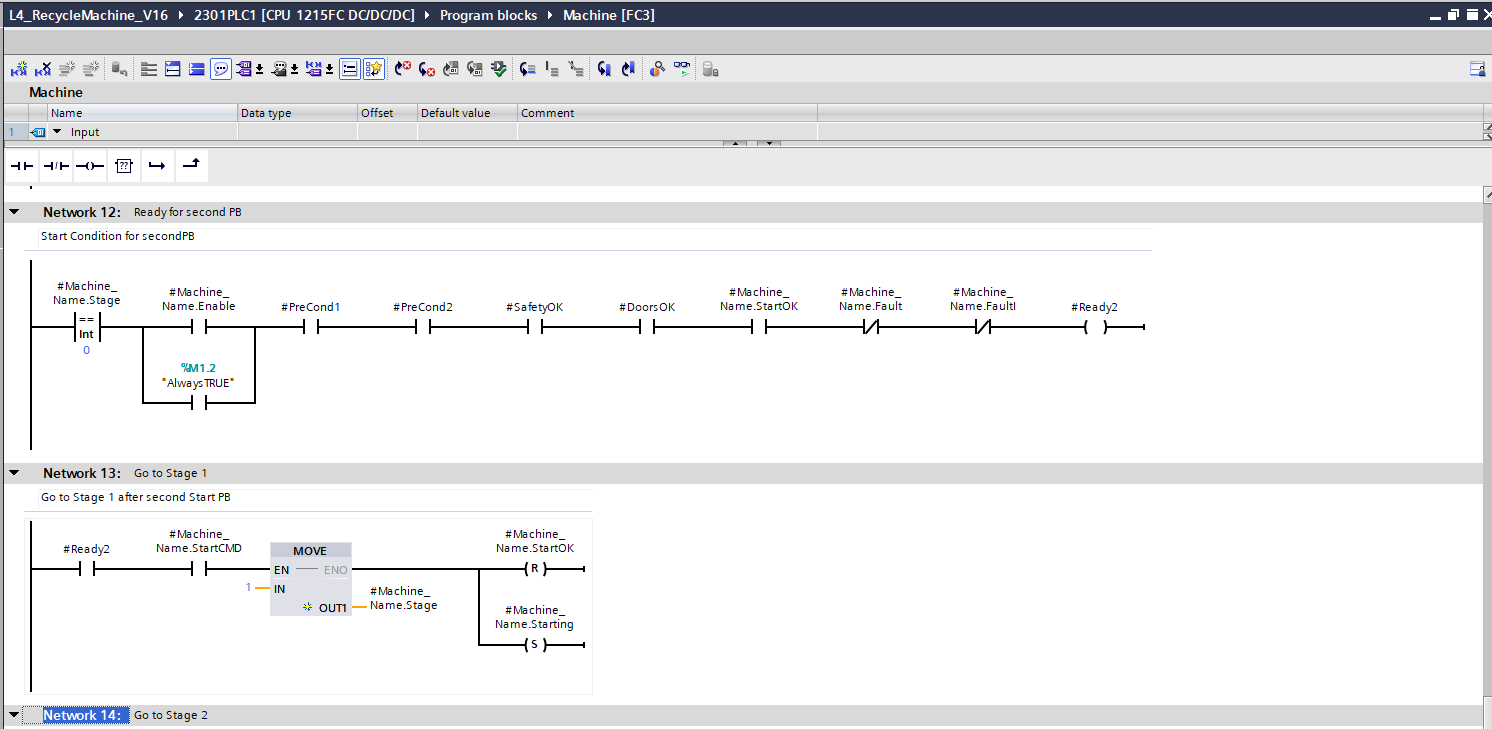 L4_RecycleMachine_V16 ▸ 2301PLC1 [CPU 1215FC DC/DC/DC] ▸ Program blocks ▸ Machine [FC3]
Machine
Name Data type Offset Default value Comment
1 Input
??
Network 12: Ready for second PB
Start Condition for secondPB
#Machine_
Name.Stage
==
Int
0
#Machine_
Name.Enable
%M1.2
"AlwaysTRUE"
#PreCond1
#PreCond2
#SafetyOK
#DoorsOK
#Machine_
Name.StartOK
#Machine_
Name.Fault
#Machine_
Name.FaultI
#Ready2
Network 13: Go to Stage 1
Go to Stage 1 after second Start PB
#Ready2
#Machine_
Name.StartCMD
MOVE
EN ENO
1 IN
OUT1
#Machine_
Name.Stage
#Machine_
Name.StartOK
R
#Machine_
Name.Starting
S
Network 14: Go to Stage 2